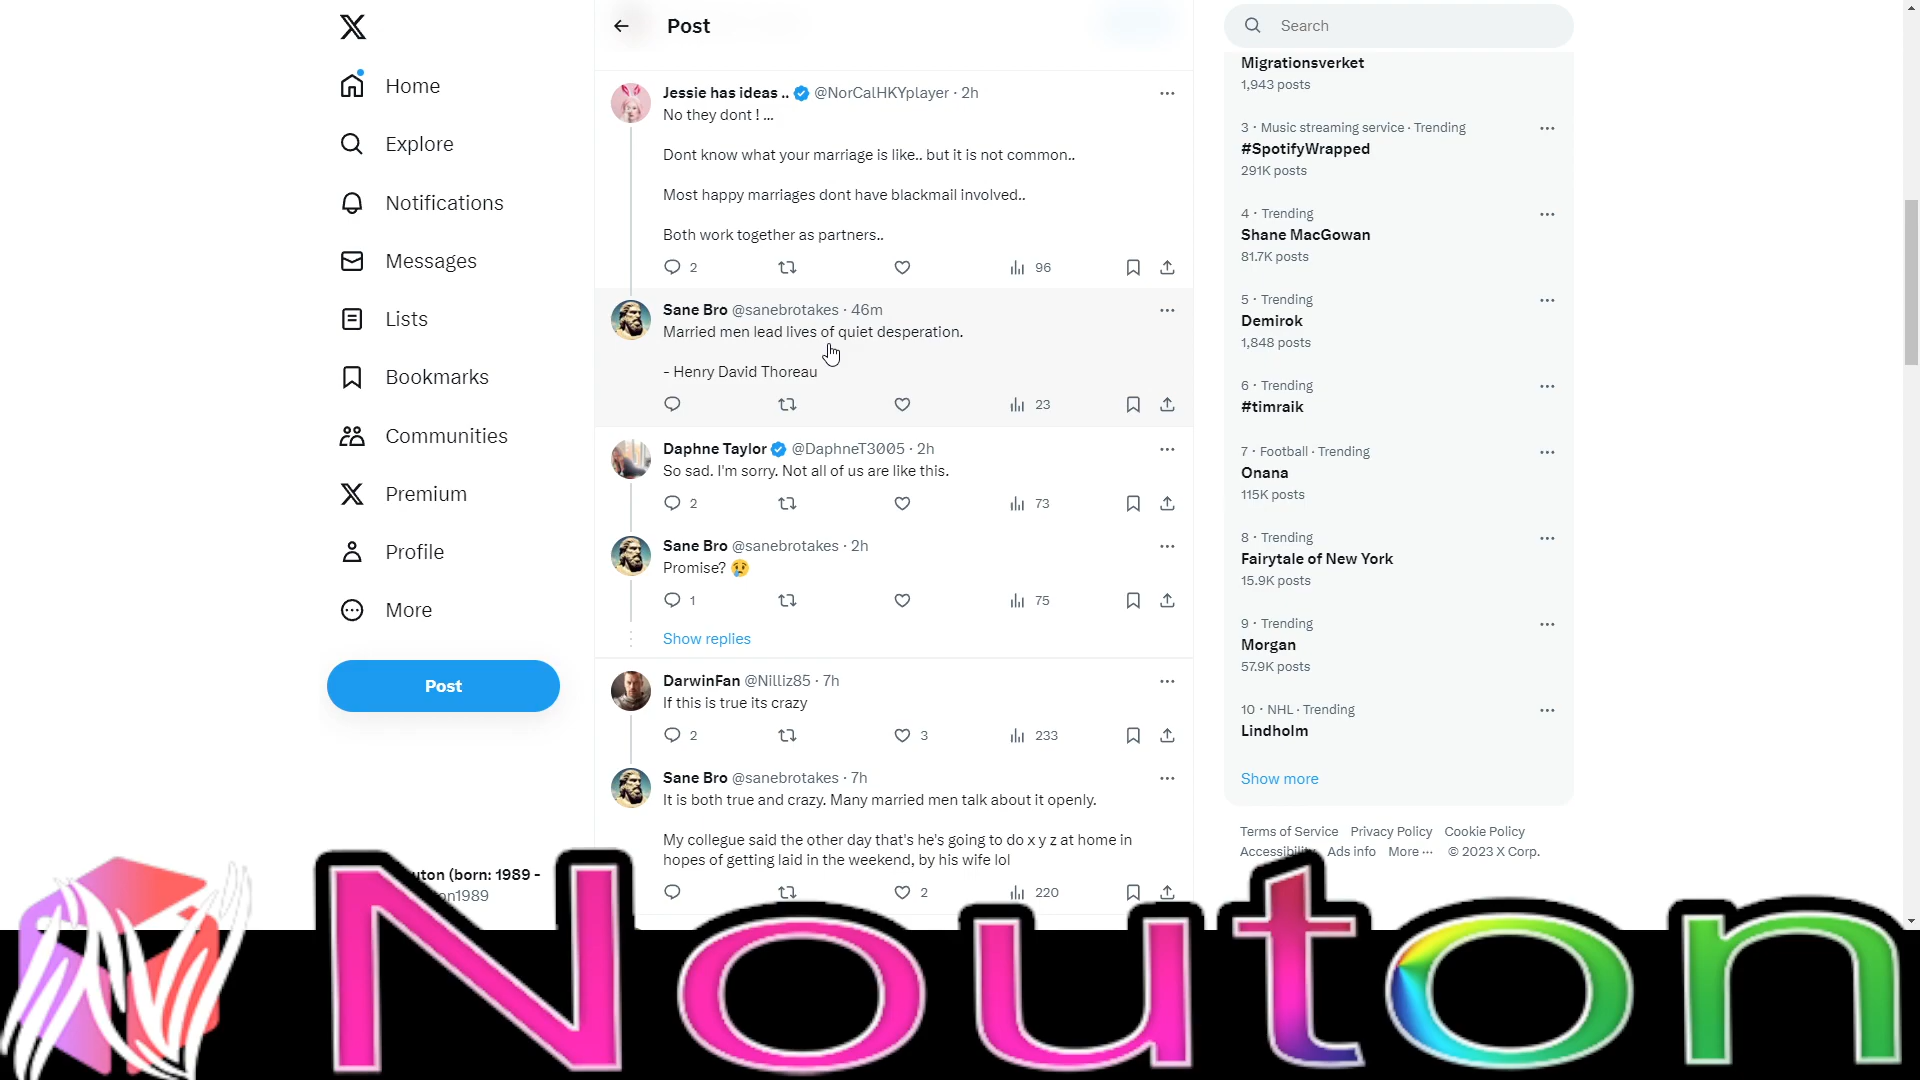 Home
Explore
Notifications
Messages
Lists
Bookmarks
Communities
Premium
Profile
More
Post
uton (born: 1989 -
on1989
Post
Jessie has ideas .. @NorCalHKYplayer · 2h
No they dont ! ...
Dont know what your marriage is like.. but it is not common..
Most happy marriages dont have blackmail involved..
Both work together as partners..
2 96
Sane Bro @sanebrotakes · 46m
Married men lead lives of quiet desperation.
- Henry David Thoreau
23
Daphne Taylor @DaphneT3005 · 2h
So sad. I'm sorry. Not all of us are like this.
2 73
Sane Bro @sanebrotakes · 2h
Promise? 😢
1 75
Show replies
DarwinFan @Nilliz85 · 7h
If this is true its crazy
2 3 233
Sane Bro @sanebrotakes · 7h
It is both true and crazy. Many married men talk about it openly.
My collegue said the other day that's he's going to do x y z at home in
hopes of getting laid in the weekend, by his wife lol
2 220
Search
Migrationsverket
1,943 posts
3 · Music streaming service · Trending
#SpotifyWrapped
291K posts
4 · Trending
Shane MacGowan
81.7K posts
5 · Trending
Demirok
1,848 posts
6 · Trending
#timraik
7 · Football · Trending
Onana
115K posts
8 · Trending
Fairytale of New York
15.9K posts
9 · Trending
Morgan
57.9K posts
10 · NHL · Trending
Lindholm
Show more
Terms of Service Privacy Policy Cookie Policy
Accessibility Ads info More ··· © 2023 X Corp.
Nouton